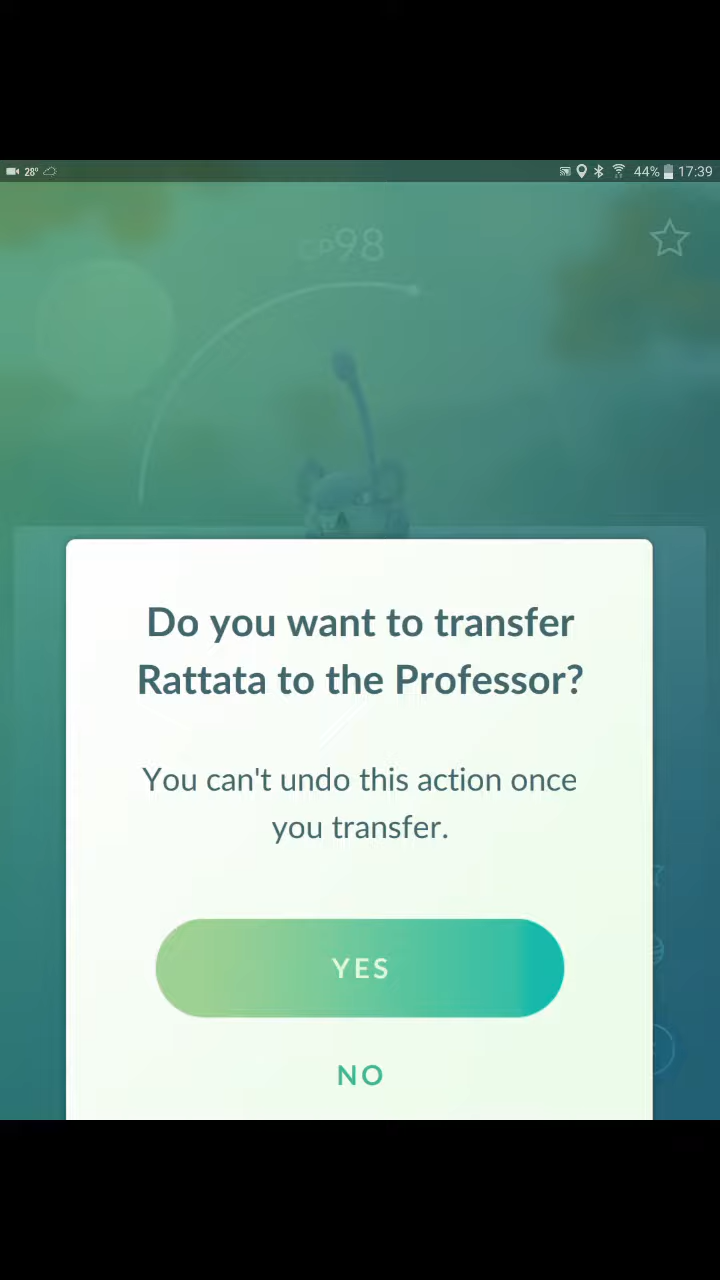 28°
44% 17:39
CP98
Do you want to transfer
Rattata to the Professor?
You can't undo this action once
you transfer.
YES
NO